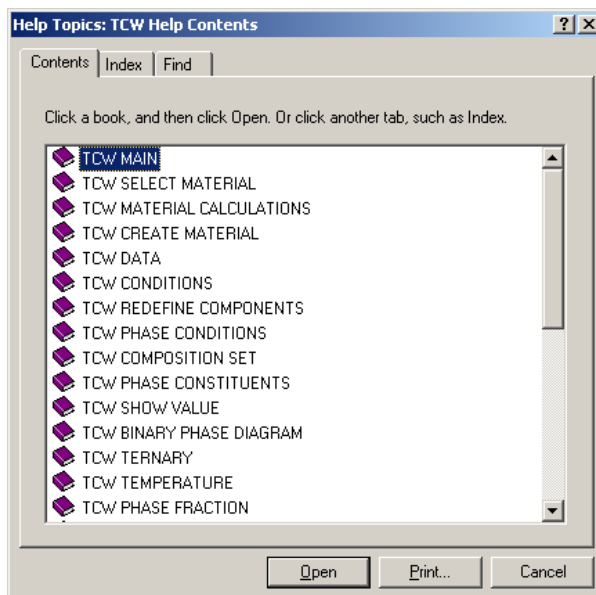 Help Topics: TCW Help Contents
Contents Index Find
Click a book, and then click Open. Or click another tab, such as Index.
TCW MAIN
TCW SELECT MATERIAL
TCW MATERIAL CALCULATIONS
TCW CREATE MATERIAL
TCW DATA
TCW CONDITIONS
TCW REDEFINE COMPONENTS
TCW PHASE CONDITIONS
TCW COMPOSITION SET
TCW PHASE CONSTITUENTS
TCW SHOW VALUE
TCW BINARY PHASE DIAGRAM
TCW TERNARY
TCW TEMPERATURE
TCW PHASE FRACTION
Open Print... Cancel